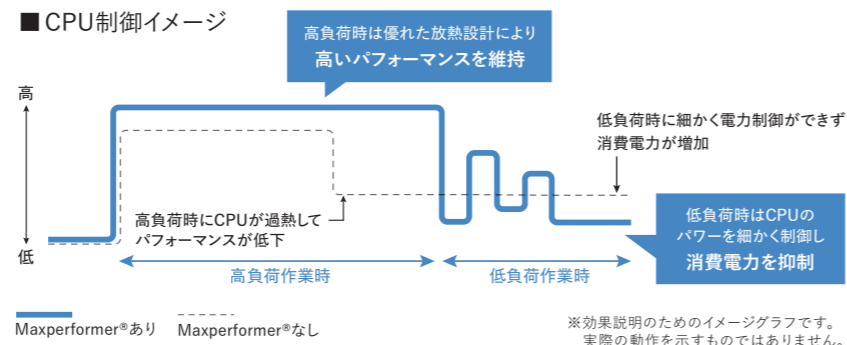 ■CPU制御イメージ
高負荷時は優れた放熱設計により
高いパフォーマンスを維持
高
低負荷時に細かく電力制御ができず
消費電力が増加
高負荷時にCPUが過熱して
パフォーマンスが低下
低
低負荷時はCPUの
パワーを細かく制御し
消費電力を抑制
高負荷作業時
低負荷作業時
Maxperformer®あり
Maxperformer®なし
※効果説明のためのイメージグラフです。
実際の動作を示すものではありません。